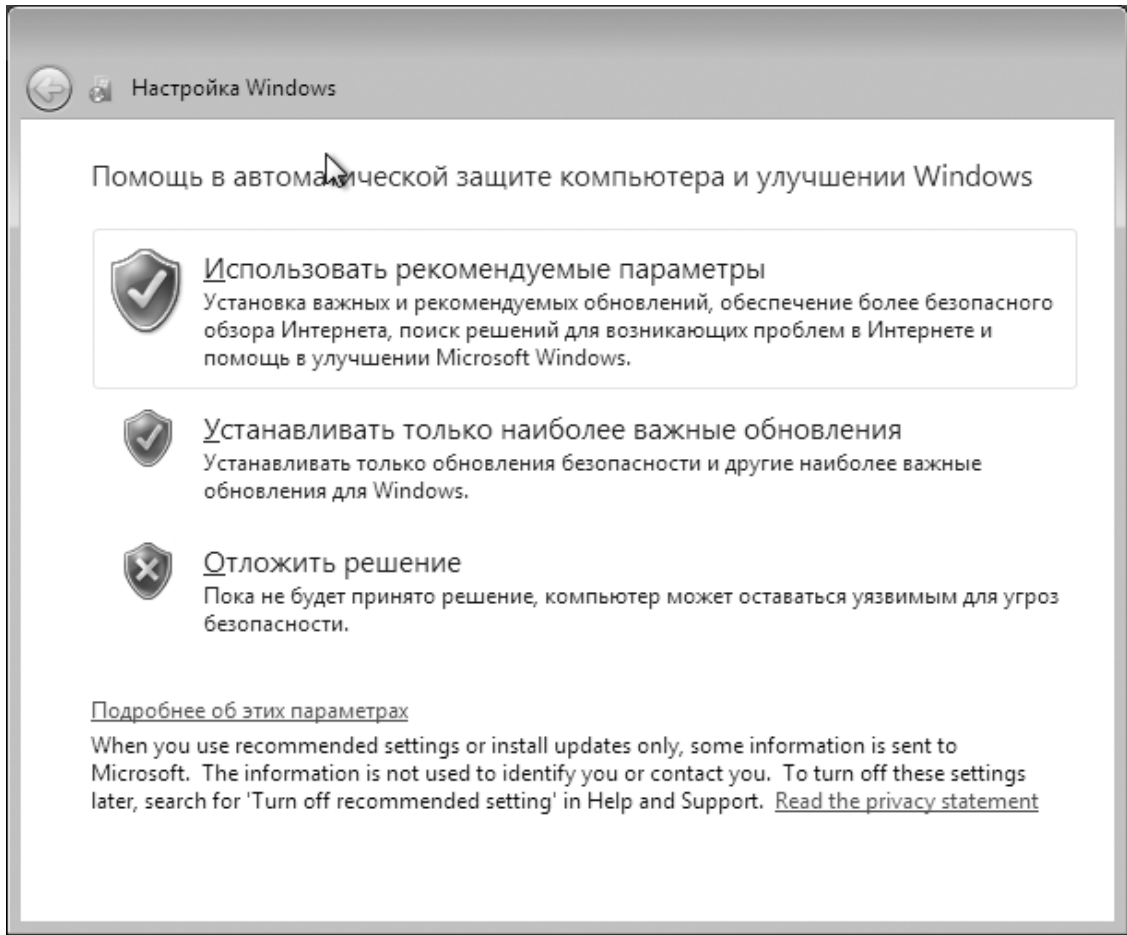 Настройка Windows
Помощь в автоматической защите компьютера и улучшении Windows
Использовать рекомендуемые параметры
Установка важных и рекомендуемых обновлений, обеспечение более безопасного
обзора Интернета, поиск решений для возникающих проблем в Интернете и
помощь в улучшении Microsoft Windows.
Устанавливать только наиболее важные обновления
Устанавливать только обновления безопасности и другие наиболее важные
обновления для Windows.
Отложить решение
Пока не будет принято решение, компьютер может оставаться уязвимым для угроз
безопасности.
Подробнее об этих параметрах
When you use recommended settings or install updates only, some information is sent to
Microsoft. The information is not used to identify you or contact you. To turn off these settings
later, search for 'Turn off recommended setting' in Help and Support. Read the privacy statement